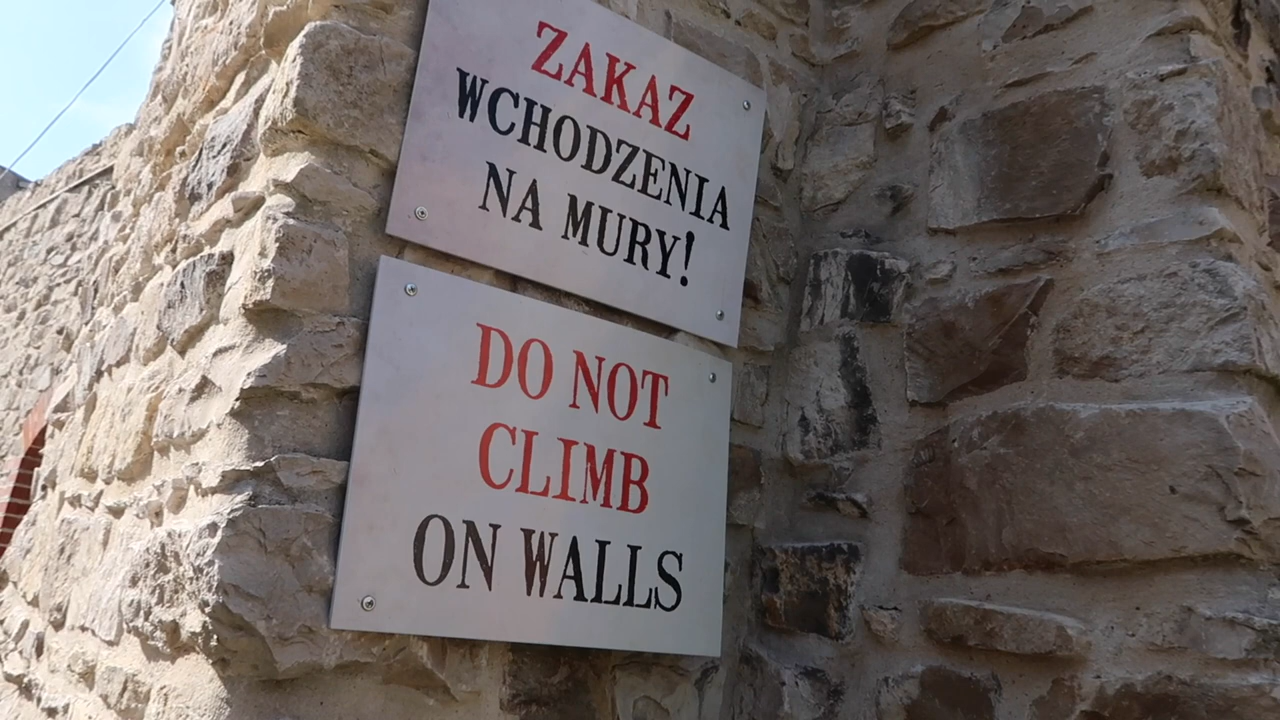 ZAKAZ
WCHODZENIA
NA MURY!
DO NOT
CLIMB
ON WALLS